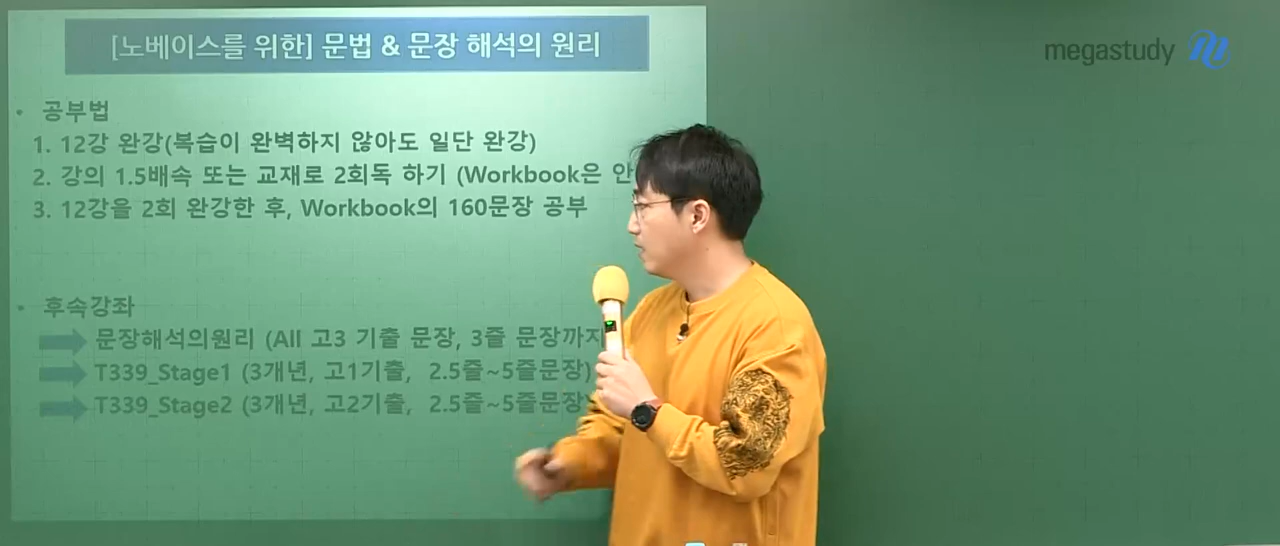 [노베이스를 위한] 문법 & 문장 해석의 원리
megastudy
• 공부법
1. 12강 완강(복습이 완벽하지 않아도 일단 완강)
2. 강의 1.5배속 또는 교재로 2회독 하기 (Workbook은 안
3. 12강을 2회 완강한 후, Workbook의 160문장 공부
• 후속강좌
문장해석의원리 (All 고3 기출 문장, 3줄 문장까지
T339_Stage1 (3개년, 고1기출, 2.5줄~5줄문장)
T339_Stage2 (3개년, 고2기출, 2.5줄~5줄문장)